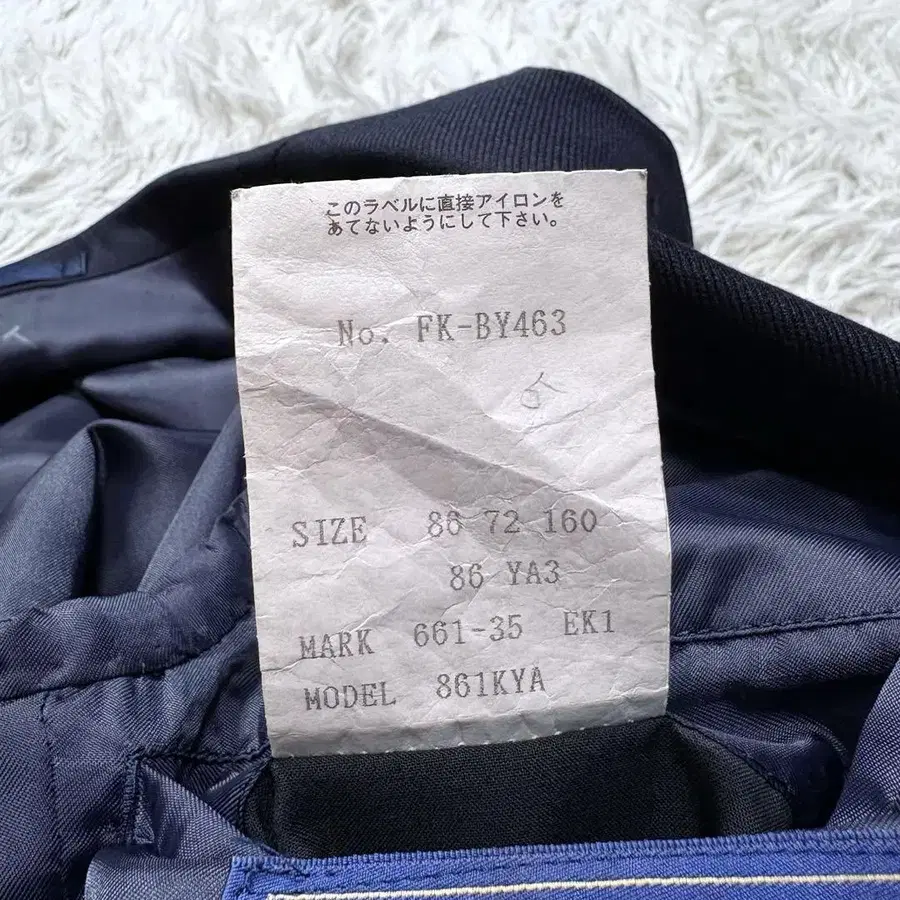 このラベルに直接アイロンを
あてないようにして下さい。
No. FK-BY463
SIZE 86 72 160
86 YA3
MARK 661-35 EK1
MODEL 861KYA